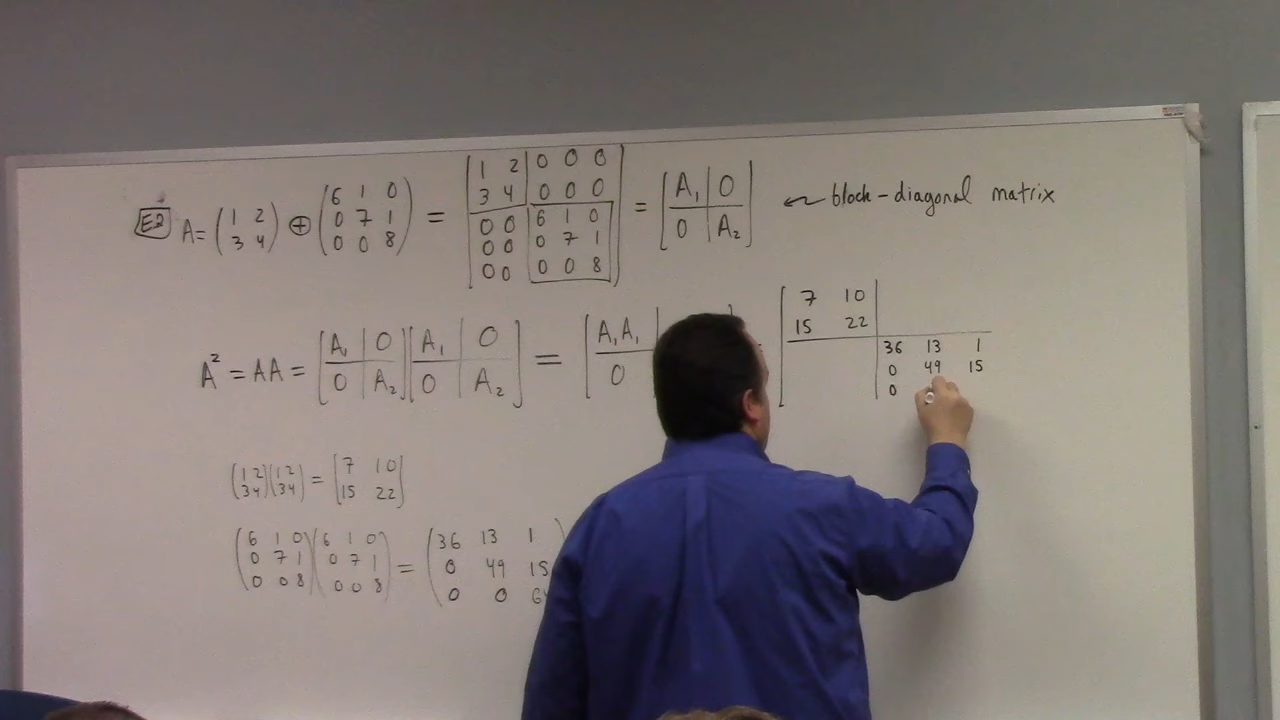 E2 A = (1 2 ⊕ (6 1 0 = [1 2 | 0 0 0 = [A₁ | 0 ↜ block-diagonal matrix
3 4) 0 7 1 3 4 | 0 0 0 0 | A₂]
0 0 8) 0 0 | 6 1 0
0 0 | 0 7 1
0 0 | 0 0 8]
A² = AA = [A₁ | 0 [A₁ | 0 = [A₁A₁ | [7 10 |
0 | A₂] 0 | A₂] 0 15 22 |
| 36 13 1
| 0 49 15
| 0
(1 2 (1 2 = [7 10
3 4) 3 4) 15 22]
(6 1 0 (6 1 0 = (36 13 1
0 7 1 0 7 1 0 49 15
0 0 8) 0 0 8) 0 0